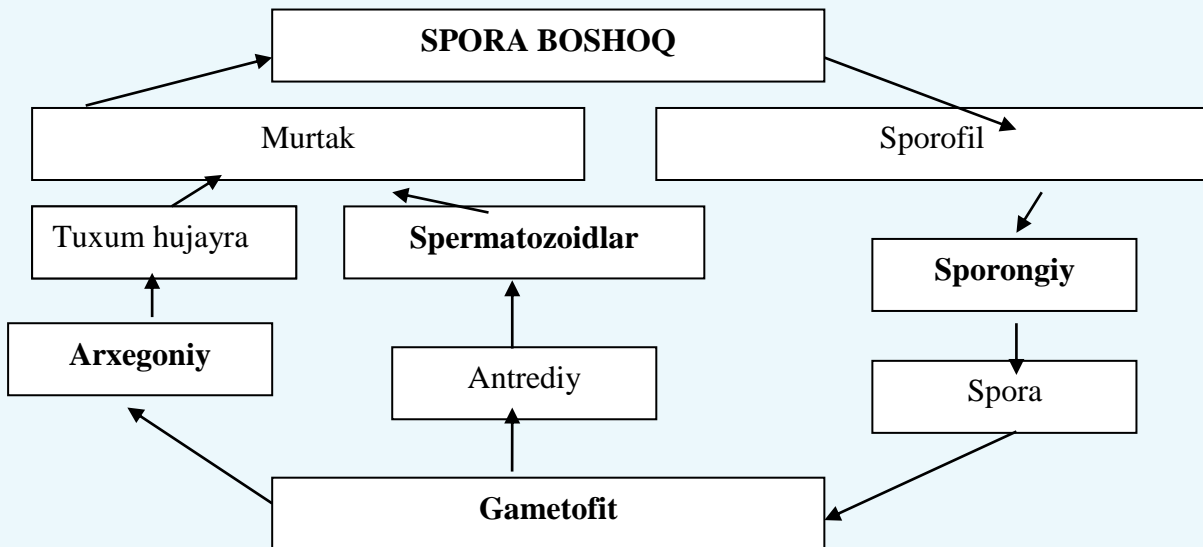 SPORA BOSHOQ
Murtak
Sporofil
Tuxum hujayra
Spermatozoidlar
Sporongiy
Arxegoniy
Antrediy
Spora
Gametofit